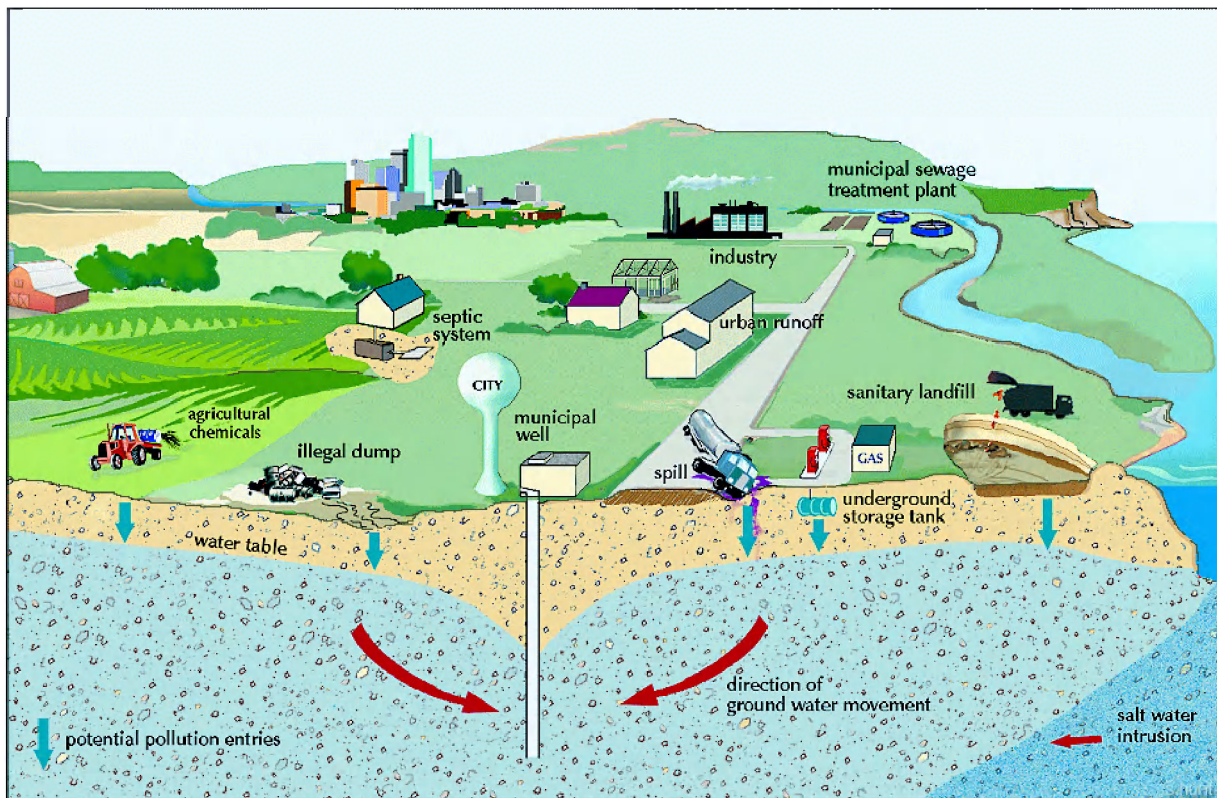 municipal sewage
treatment plant
industry
septic
system
urban runoff
CITY
sanitary landfill
agricultural
chemicals
municipal
well
illegal dump
GAS
spill
underground
storage tank
water table
direction of
ground water movement
potential pollution entries
salt water
intrusion